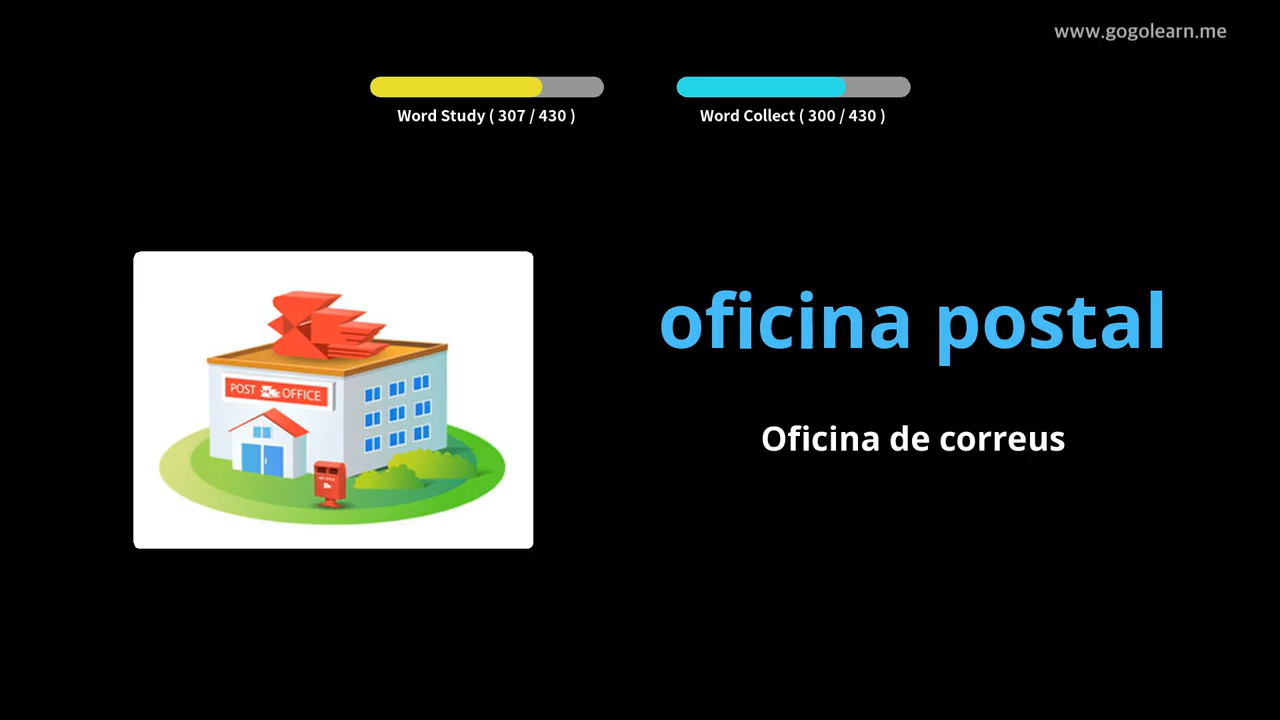 www.gogolearn.me
Word Study ( 307 / 430 )
Word Collect ( 300 / 430 )
oficina postal
POST OFFICE
Oficina de correus